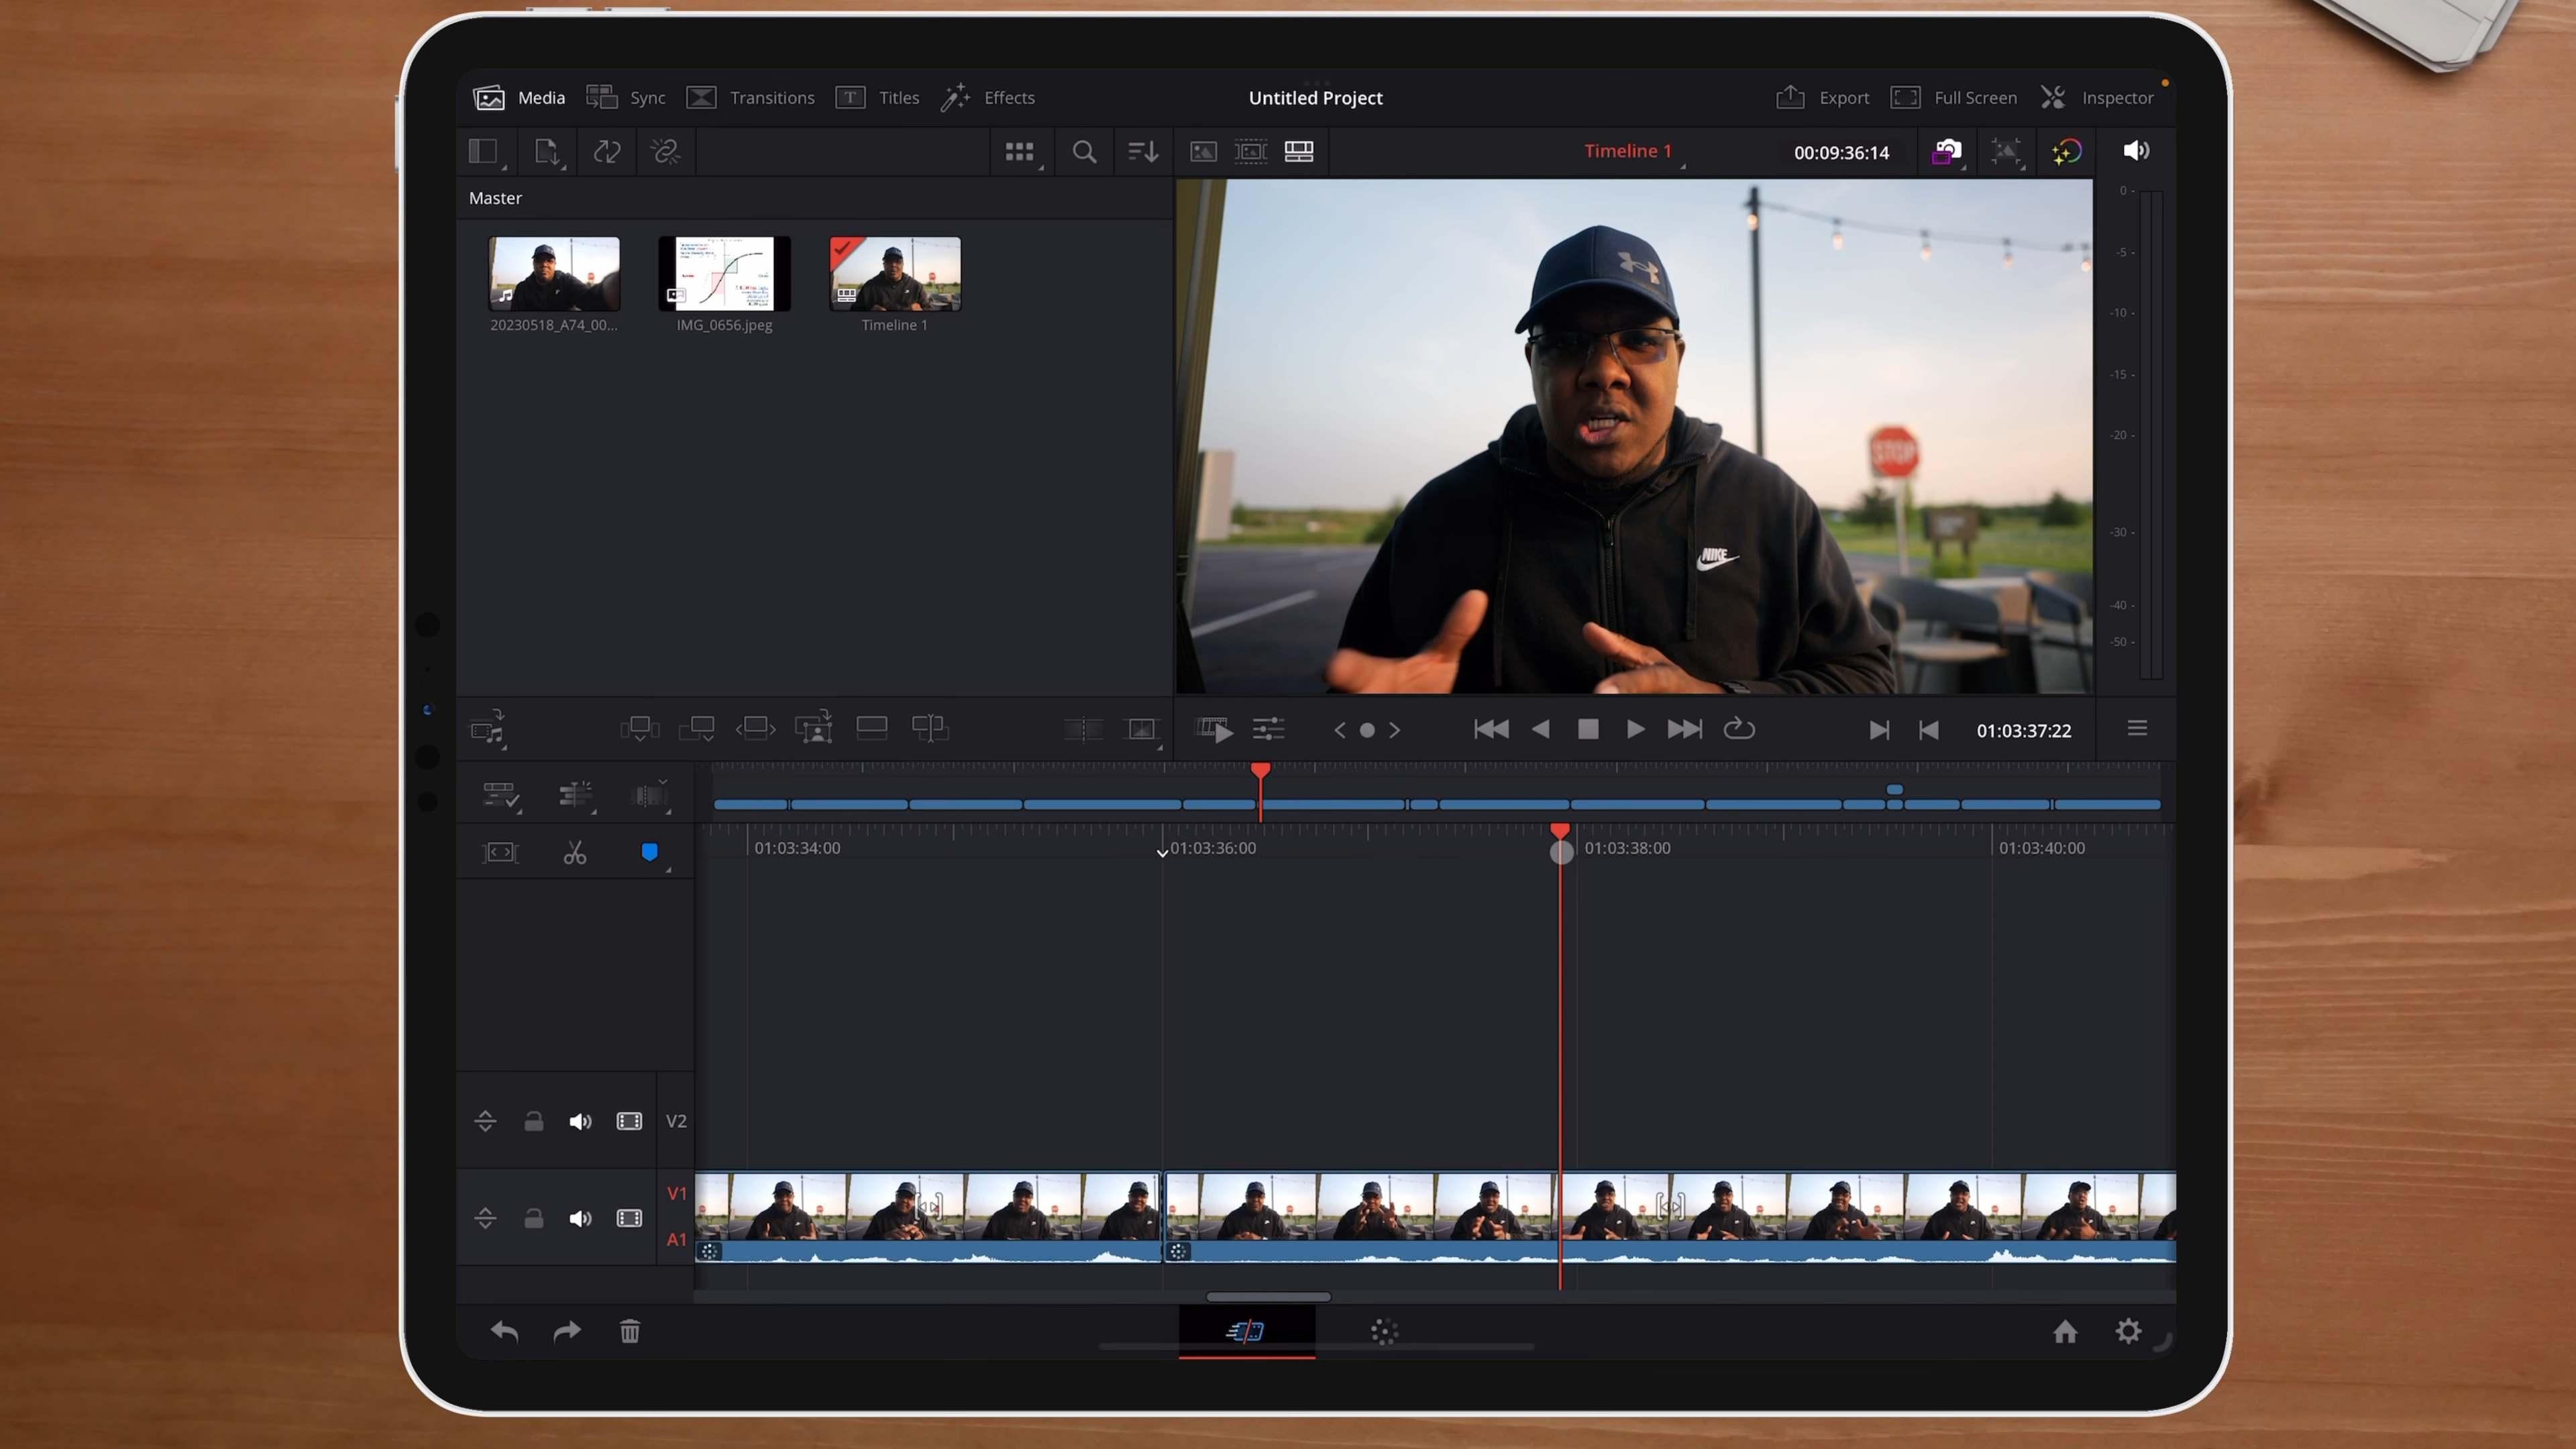 Media Sync Transitions Titles Effects Untitled Project Export Full Screen Inspector
Timeline 1 00:09:36:14
Master
20230518_A74_00... IMG_0656.jpeg Timeline 1
0
-5
-10
-15
-20
-30
-40
-50
STOP
NIKE
01:03:37:22
01:03:34:00 01:03:36:00 01:03:38:00 01:03:40:00
V2
V1
A1